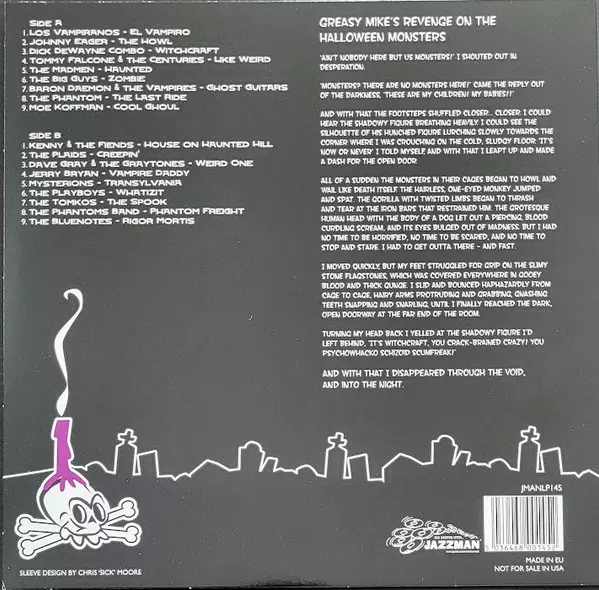 SIDE A
1. LOS VAMPIRANOS - EL VAMPIRO
2. JOHNNY EAGER - THE HOWL
3. DICK DEWAYNE COMBO - WITCHCRAFT
4. TOMMY FALCONE & THE CENTURIES - LIKE WEIRD
5. THE MADMEN - HAUNTED
6. THE BIG GUYS - ZOMBIE
7. BARON DAEMON & THE VAMPIRES - GHOST GUITARS
8. THE PHANTOM - THE LAST RIDE
9. MOE KOFFMAN - COOL GHOUL
SIDE B
1. KENNY & THE FIENDS - HOUSE ON HAUNTED HILL
2. THE PLAIDS - CREEPIN'
3. DAVE GRAY & THE GRAYTONES - WEIRD ONE
4. JERRY BRYAN - VAMPIRE DADDY
5. MYSTERIONS - TRANSYLVANIA
6. THE PLAYBOYS - WHATIZIT
7. THE TOMKOS - THE SPOOK
8. THE PHANTOMS BAND - PHANTOM FREIGHT
9. THE BLUENOTES - RIGOR MORTIS
GREASY MIKE'S REVENGE ON THE
HALLOWEEN MONSTERS
'AIN'T NOBODY HERE BUT US MONSTERS!' I SHOUTED OUT IN
DESPERATION.
'MONSTERS? THERE ARE NO MONSTERS HERE!' CAME THE REPLY OUT
OF THE DARKNESS, 'THESE ARE MY CHILDREN! MY BABIES!!'
AND WITH THAT THE FOOTSTEPS SHUFFLED CLOSER... CLOSER. I COULD
HEAR THE SHADOWY FIGURE BREATHING HEAVILY. I COULD SEE THE
SILHOUETTE OF HIS HUNCHED FIGURE LURCHING SLOWLY TOWARDS THE
CORNER WHERE I WAS CROUCHING ON THE COLD, SLUDGY FLOOR. 'IT'S
NOW OR NEVER' I TOLD MYSELF, AND WITH THAT I LEAPT UP AND MADE
A DASH FOR THE OPEN DOOR.
ALL OF A SUDDEN THE MONSTERS IN THEIR CAGES BEGAN TO HOWL AND
WAIL LIKE DEATH ITSELF. THE HAIRLESS, ONE-EYED MONKEY JUMPED
AND SPAT. THE GORILLA WITH TWISTED LIMBS BEGAN TO THRASH
AND TEAR AT THE IRON BARS THAT RESTRAINED HIM. THE GROTESQUE
HUMAN HEAD WITH THE BODY OF A DOG LET OUT A PIERCING, BLOOD
CURDLING SCREAM, AND ITS EYES BULGED OUT OF MADNESS. BUT I HAD
NO TIME TO BE HORRIFIED, NO TIME TO BE SCARED, AND NO TIME TO
STOP AND STARE. I HAD TO GET OUTTA THERE - AND FAST.
I MOVED QUICKLY, BUT MY FEET STRUGGLED FOR GRIP ON THE SLIMY
STONE FLAGSTONES, WHICH WAS COVERED EVERYWHERE IN GOOEY
BLOOD AND THICK GUNGE. I SLID AND BOUNCED HAPHAZARDLY FROM
CAGE TO CAGE, HAIRY ARMS PROTRUDING AND GRABBING, GNASHING
TEETH SNAPPING AND SNARLING, UNTIL I FINALLY REACHED THE DARK,
OPEN DOORWAY AT THE FAR END OF THE ROOM.
TURNING MY HEAD BACK I YELLED AT THE SHADOWY FIGURE I'D
LEFT BEHIND, 'IT'S WITCHCRAFT, YOU CRACK-BRAINED CRAZY! YOU
PSYCHOWHACKO SCHIZOID SCUMFREAK!'
AND WITH THAT I DISAPPEARED THROUGH THE VOID,
AND INTO THE NIGHT.
JMANLP145
JAZZMAN
5 036468 001452
MADE IN EU
NOT FOR SALE IN USA
SLEEVE DESIGN BY CHRIS 'SICK' MOORE